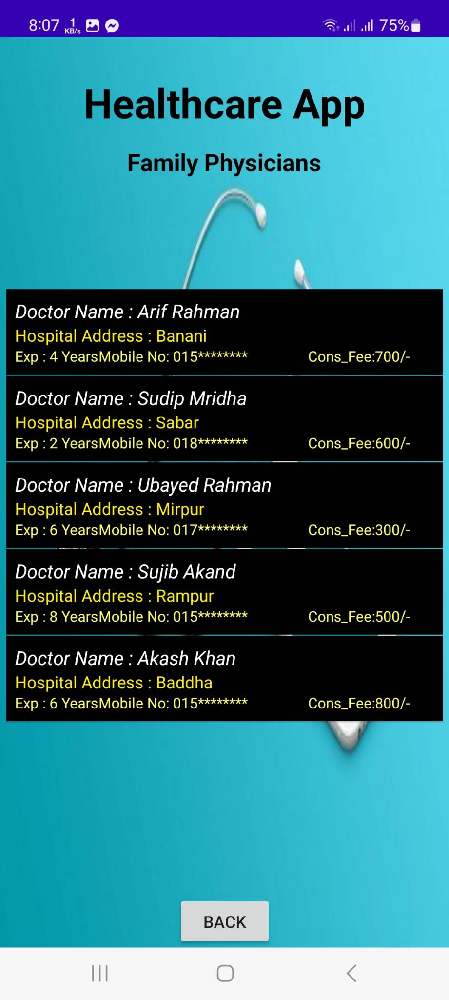 8:07 1 KB/s 75%
Healthcare App
Family Physicians
Doctor Name : Arif Rahman
Hospital Address : Banani
Exp : 4 YearsMobile No: 015******** Cons_Fee:700/-
Doctor Name : Sudip Mridha
Hospital Address : Sabar
Exp : 2 YearsMobile No: 018******** Cons_Fee:600/-
Doctor Name : Ubayed Rahman
Hospital Address : Mirpur
Exp : 6 YearsMobile No: 017******** Cons_Fee:300/-
Doctor Name : Sujib Akand
Hospital Address : Rampur
Exp : 8 YearsMobile No: 015******** Cons_Fee:500/-
Doctor Name : Akash Khan
Hospital Address : Baddha
Exp : 6 YearsMobile No: 015******** Cons_Fee:800/-
BACK